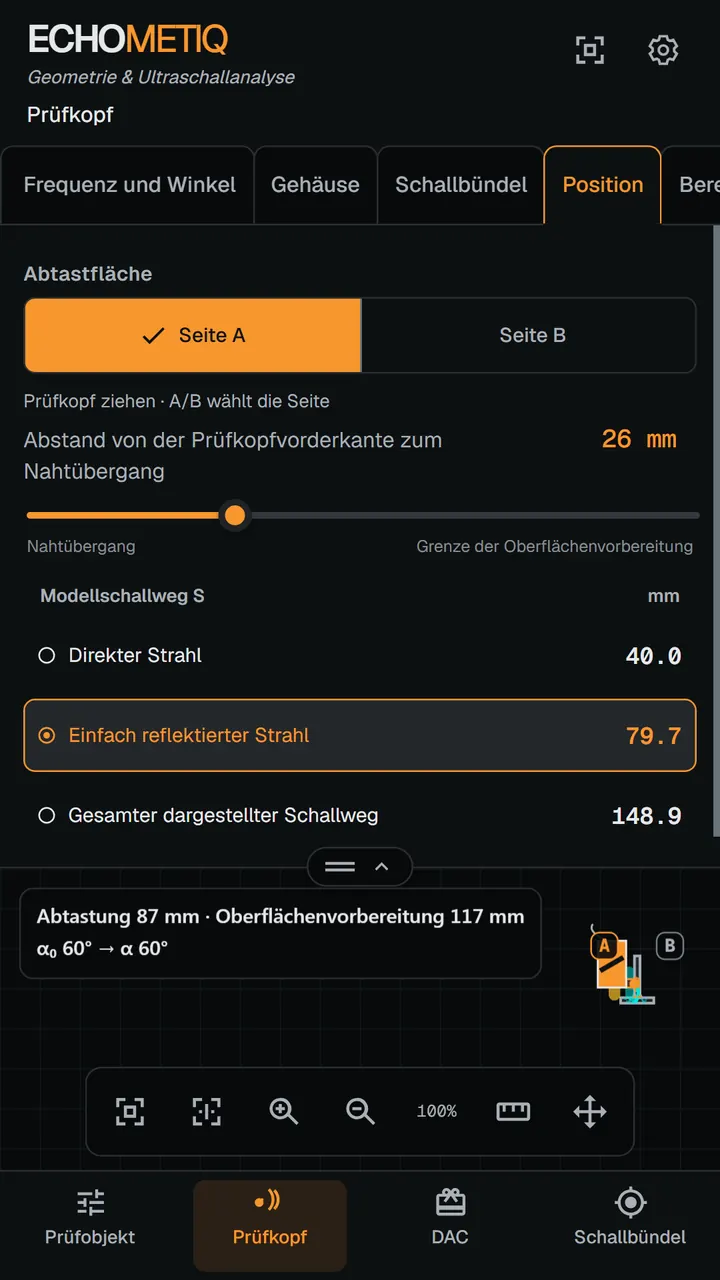 ECHOMETIQ
Geometrie & Ultraschallanalyse
Prüfkopf
Frequenz und Winkel
Gehäuse
Schallbündel
Position
Bere
Abtastfläche
Seite A
Seite B
Prüfkopf ziehen · A/B wählt die Seite
Abstand von der Prüfkopfvorderkante zum
Nahtübergang
26 mm
Nahtübergang
Grenze der Oberflächenvorbereitung
Modellschallweg S
mm
Direkter Strahl
40.0
Einfach reflektierter Strahl
79.7
Gesamter dargestellter Schallweg
148.9
Abtastung 87 mm · Oberflächenvorbereitung 117 mm
α₀ 60° → α 60°
A
B
100%
Prüfobjekt
Prüfkopf
DAC
Schallbündel